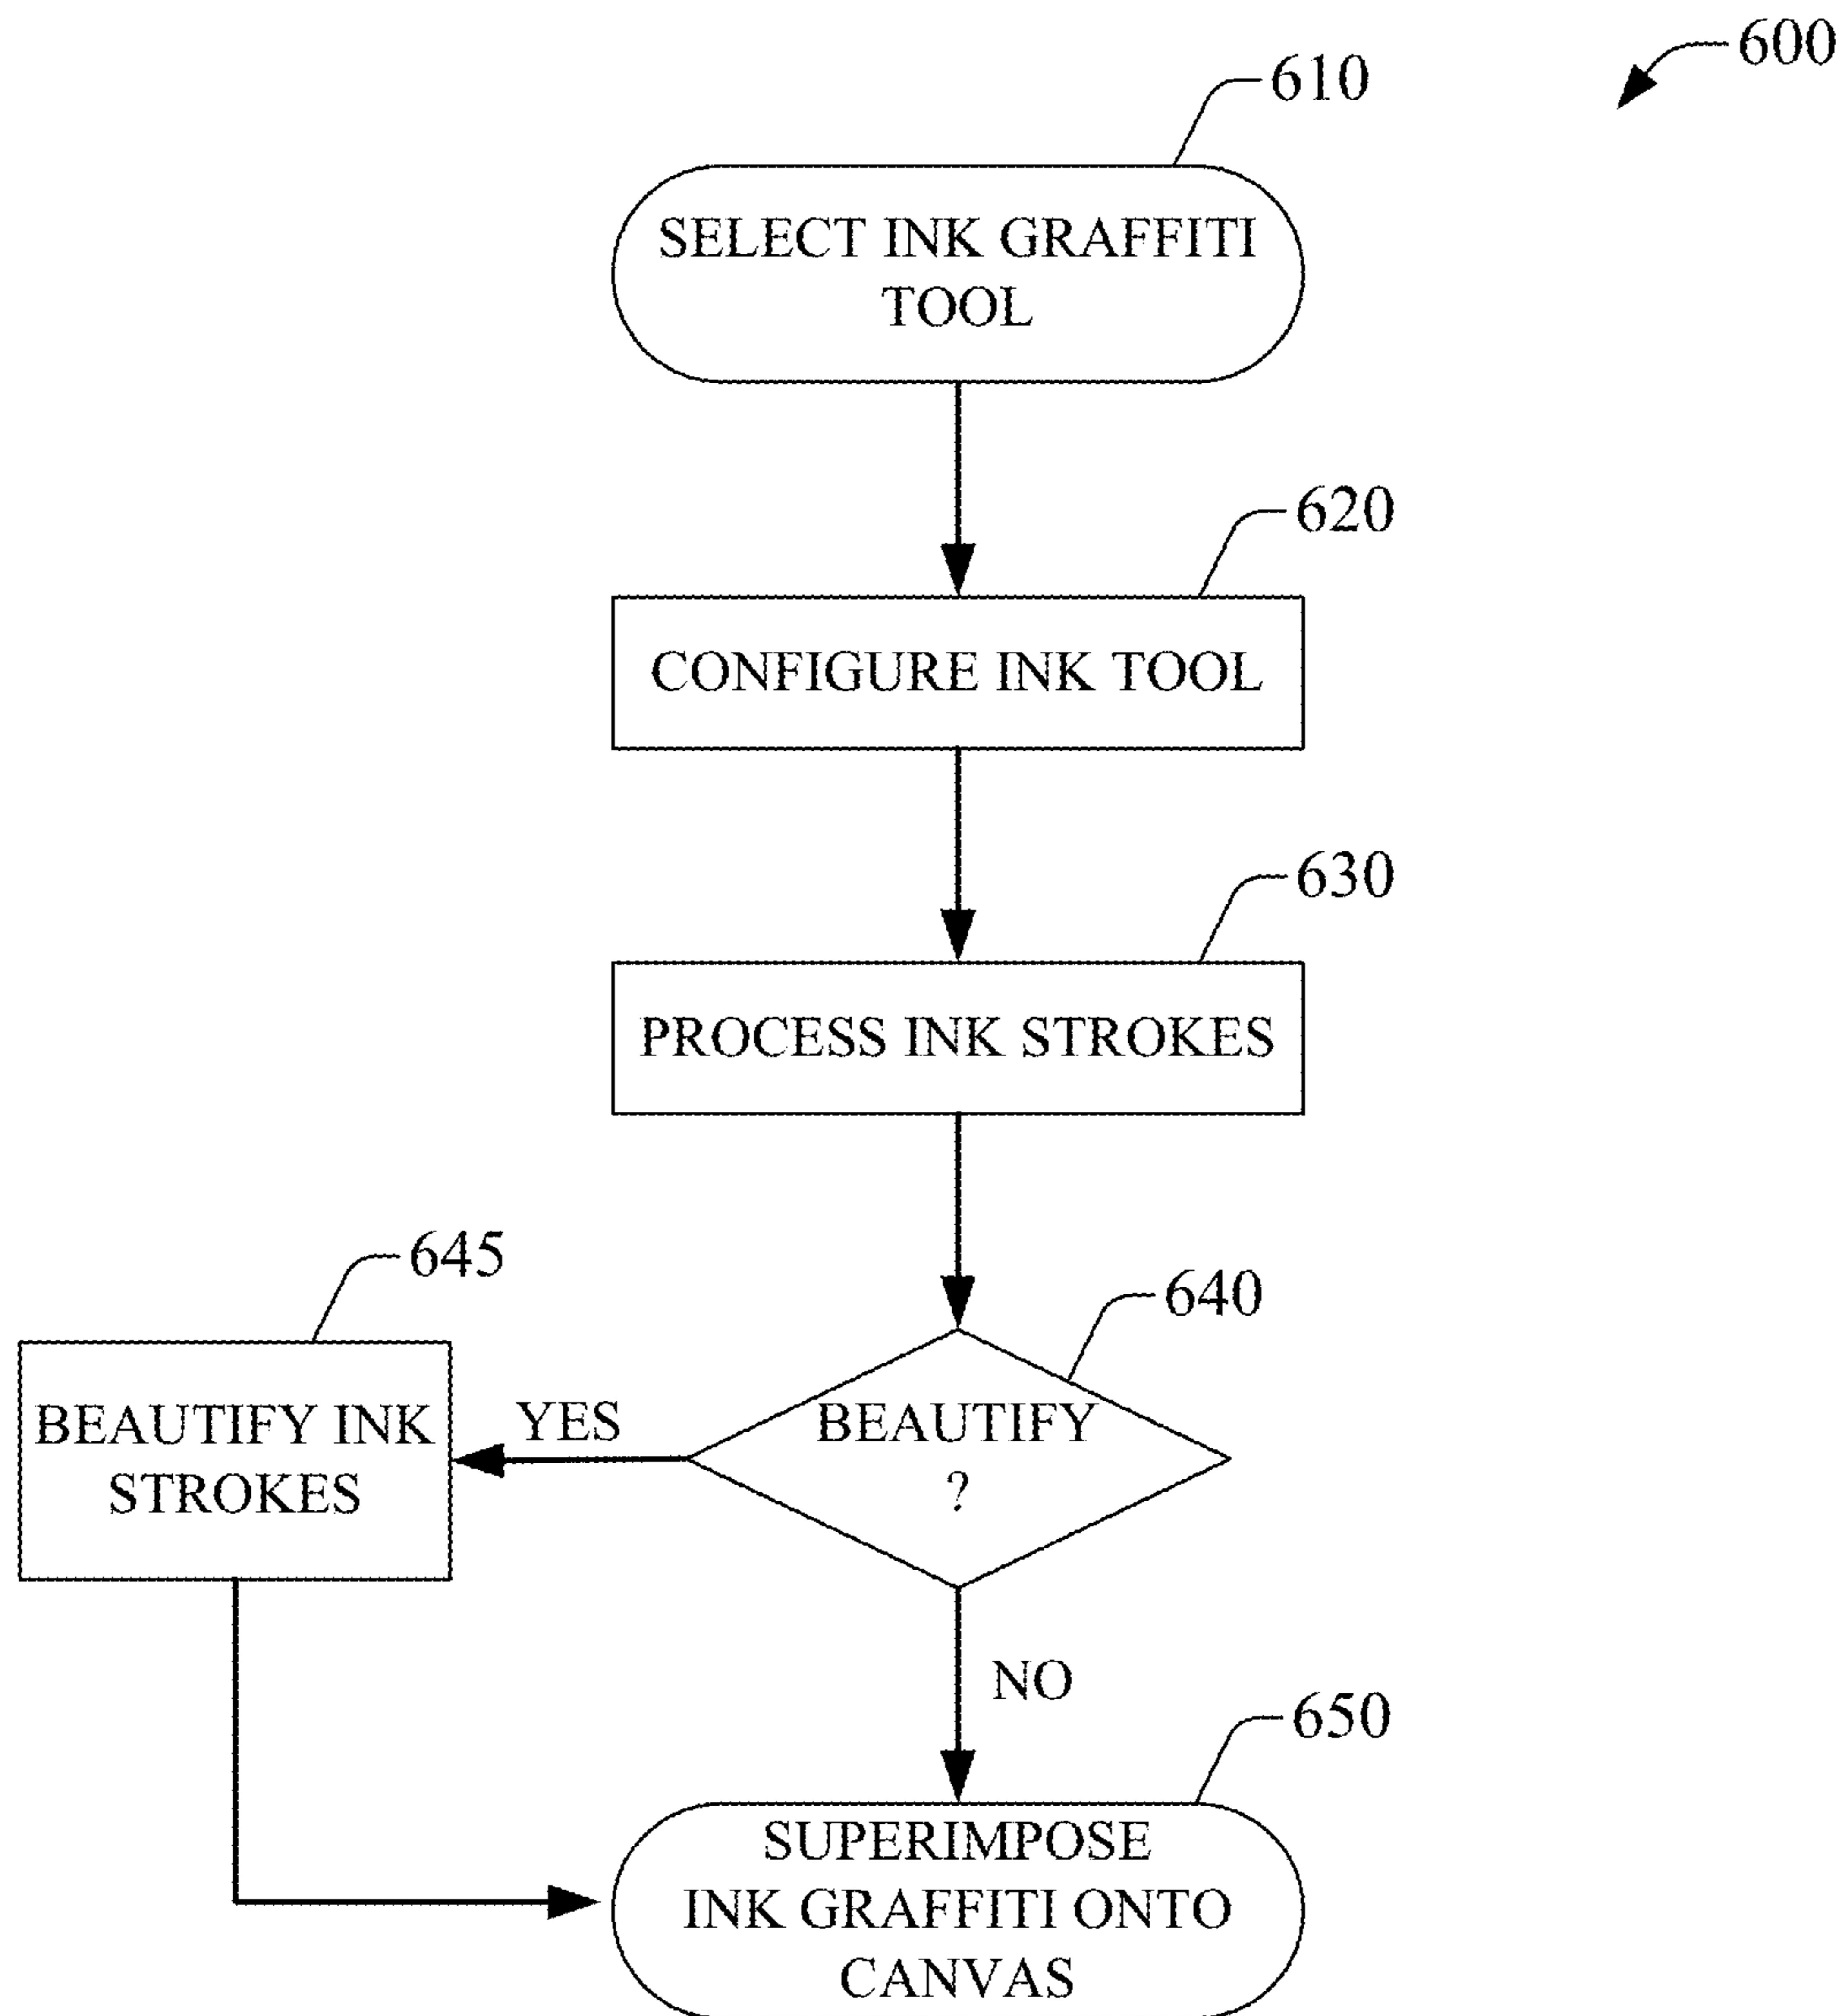 600
610
SELECT INK GRAFFITI
TOOL
620
CONFIGURE INK TOOL
630
PROCESS INK STROKES
645
640
BEAUTIFY INK
STROKES
YES
BEAUTIFY
?
NO
650
SUPERIMPOSE
INK GRAFFITI ONTO
CANVAS